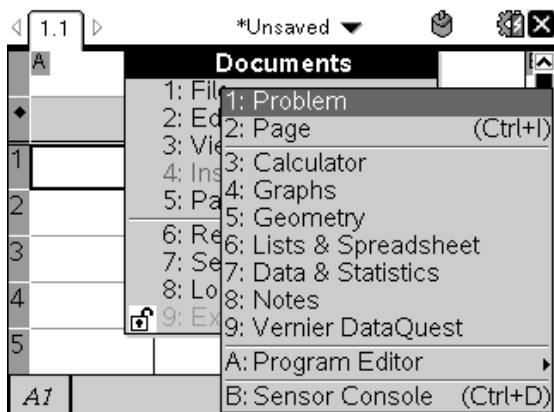 1.1 *Unsaved
A
Documents
1: File
2: Ed
3: Vie
4: Ins
5: Pa
6: Re
7: Se
8: Lo
9: Ex
1: Problem
2: Page (Ctrl+I)
3: Calculator
4: Graphs
5: Geometry
6: Lists & Spreadsheet
7: Data & Statistics
8: Notes
9: Vernier DataQuest
A: Program Editor
B: Sensor Console (Ctrl+D)
1
2
3
4
5
A1